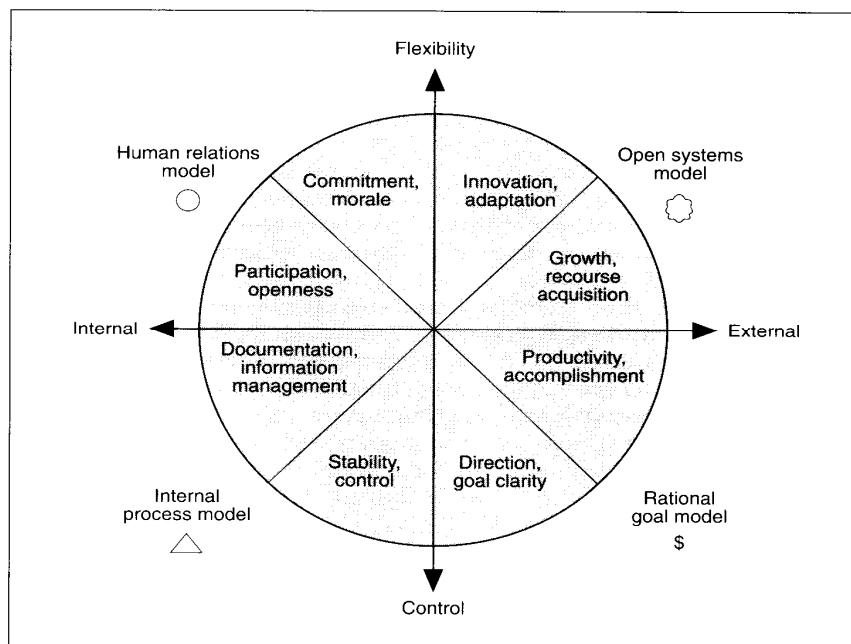 Flexibility
Human relations
model
Open systems
model
Commitment,
morale
Innovation,
adaptation
Participation,
openness
Growth,
recourse
acquisition
Internal
External
Documentation,
information
management
Productivity,
accomplishment
Stability,
control
Direction,
goal clarity
Internal
process model
Rational
goal model
$
Control